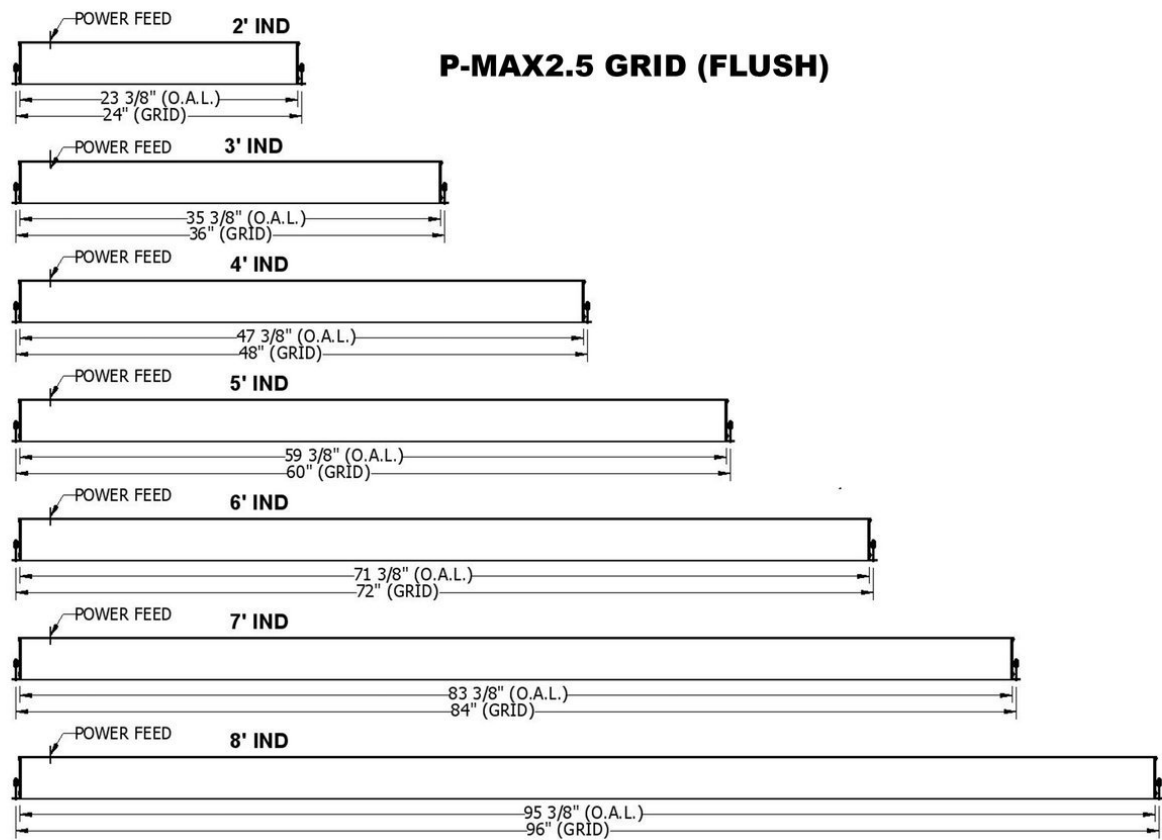 POWER FEED
2' IND
P-MAX2.5 GRID (FLUSH)
23 3/8" (O.A.L.)
24" (GRID)
POWER FEED
3' IND
35 3/8" (O.A.L.)
36" (GRID)
POWER FEED
4' IND
47 3/8" (O.A.L.)
48" (GRID)
POWER FEED
5' IND
59 3/8" (O.A.L.)
60" (GRID)
POWER FEED
6' IND
71 3/8" (O.A.L.)
72" (GRID)
POWER FEED
7' IND
83 3/8" (O.A.L.)
84" (GRID)
POWER FEED
8' IND
95 3/8" (O.A.L.)
96" (GRID)